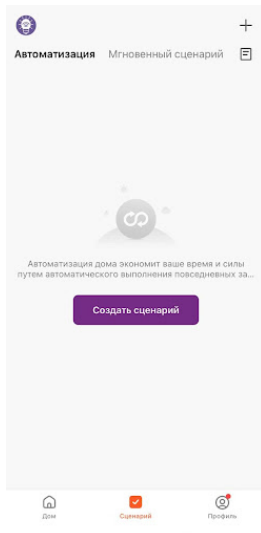 Автоматизация Мгновенный сценарий
Автоматизация дома экономит ваше время и силы
путем автоматического выполнения повседневных за...
Создать сценарий
Дом Сценарий Профиль